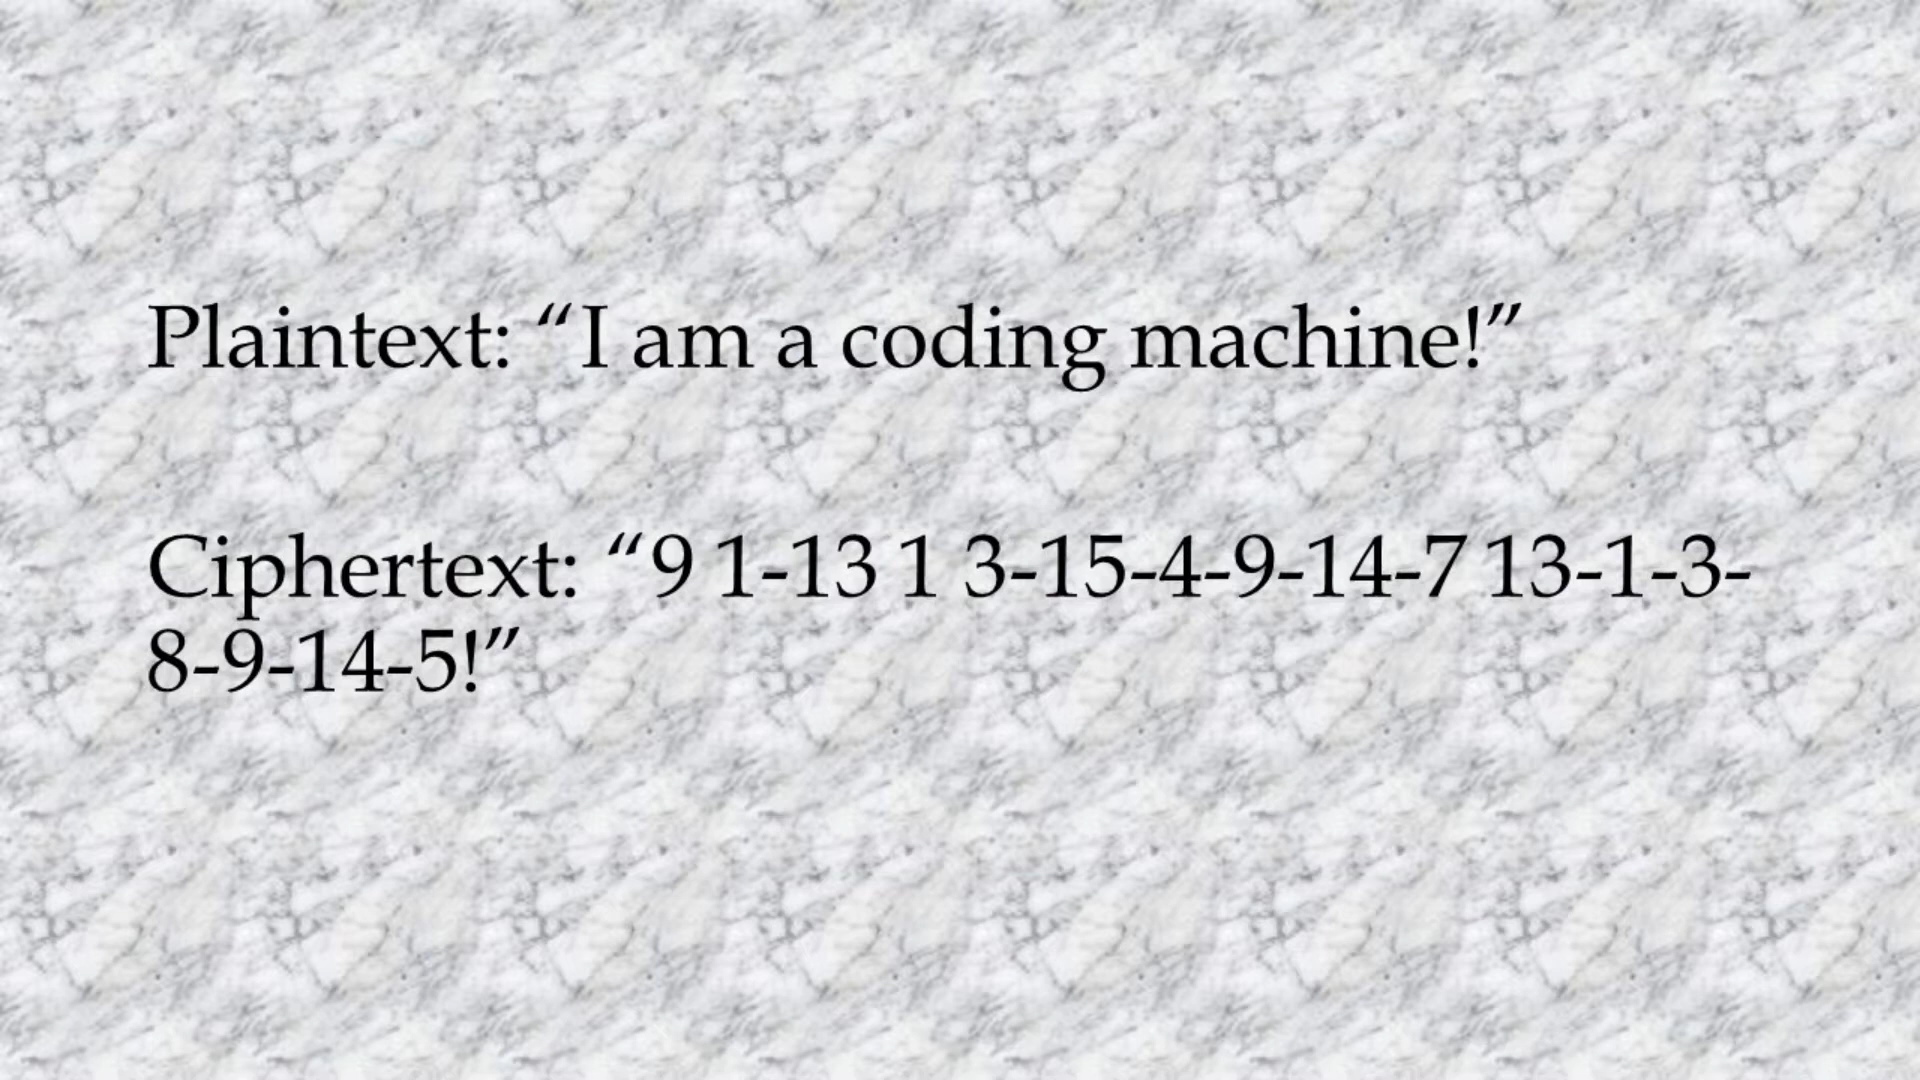 Plaintext: “I am a coding machine!”
Ciphertext: “9 1-13 1 3-15-4-9-14-7 13-1-3-
8-9-14-5!”